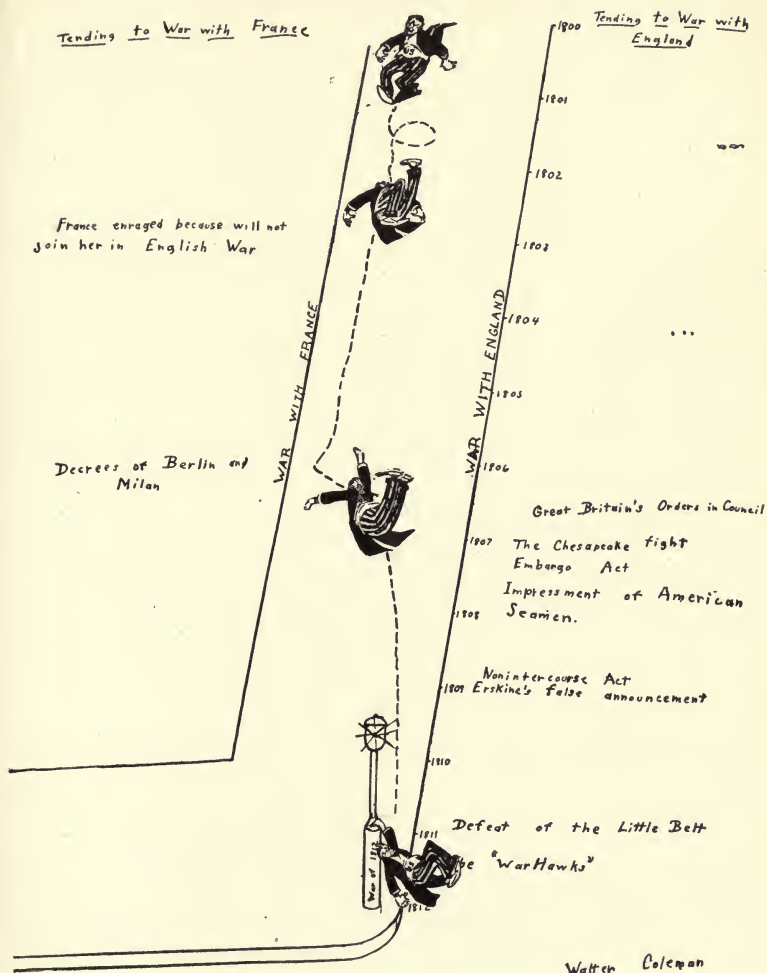 Tending to War with France
Tending to War with
England
1800
1801
1802
1803
1804
1805
1806
1807
1808
1809
1810
1811
1812
France enraged because will not
join her in English War
WAR WITH FRANCE
WAR WITH ENGLAND
Decrees of Berlin and
Milan
Great Britain's Orders in Council
The Chesapeake fight
Embargo Act
Impressment of American
Seamen.
Nonintercourse Act
Erskine's false announcement
Defeat of the Little Belt
"WarHawks"
War of 1812
US
Walter Coleman